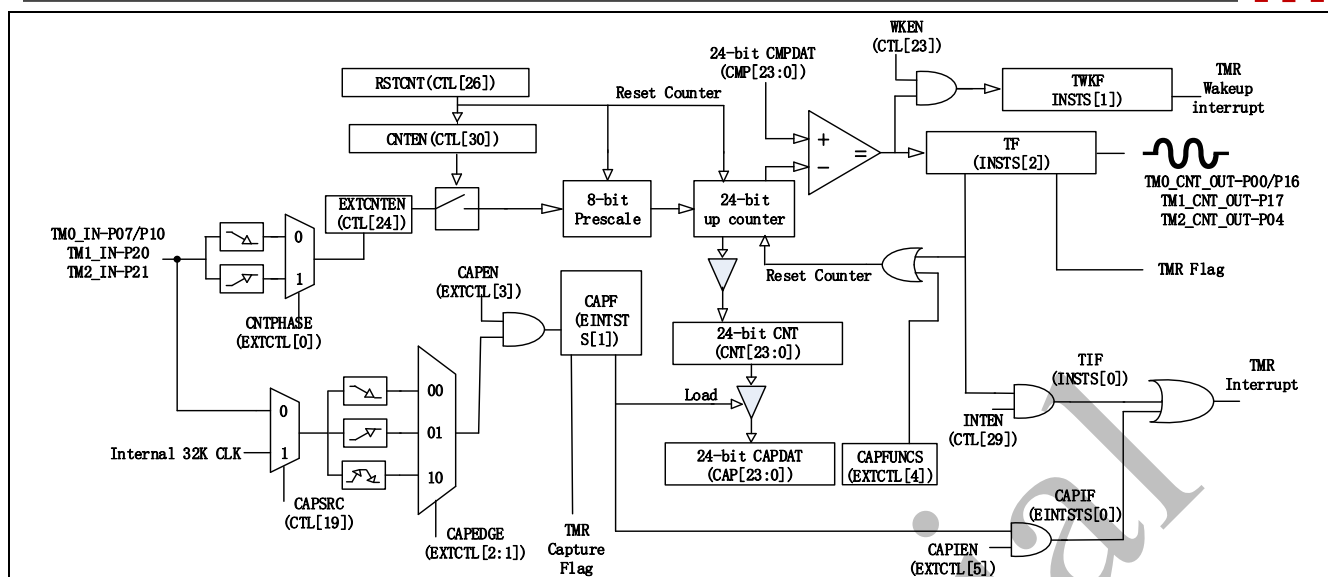 WKEN
(CTL[23])
24-bit CMPDAT
(CMP[23:0])
TWKF
INSTS[1])
TMR
Wakeup
interrupt
RSTCNT(CTL[26])
Reset Counter
CNTEN(CTL[30])
+
−
=
TF
(INSTS[2])
TM0_CNT_OUT-P00/P16
TM1_CNT_OUT-P17
TM2_CNT_OUT-P04
EXTCNTEN
(CTL[24])
8-bit
Prescale
24-bit
up counter
TM0_IN-P07/P10
TM1_IN-P20
TM2_IN-P21
0
1
CNTPHASE
(EXTCTL[0])
Reset Counter
TMR Flag
CAPEN
(EXTCTL[3])
CAPF
(EINTST
S[1])
24-bit CNT
(CNT[23:0])
TIF
(INSTS[0])
TMR
Interrupt
0
1
Internal 32K CLK
CAPSRC
(CTL[19])
00
01
10
CAPEDGE
(EXTCTL[2:1])
Load
24-bit CAPDAT
(CAP[23:0])
CAPFUNCS
(EXTCTL[4])
INTEN
(CTL[29])
TMR
Capture
Flag
CAPIF
(EINTSTS[0])
CAPIEN
(EXTCTL[5])
ial